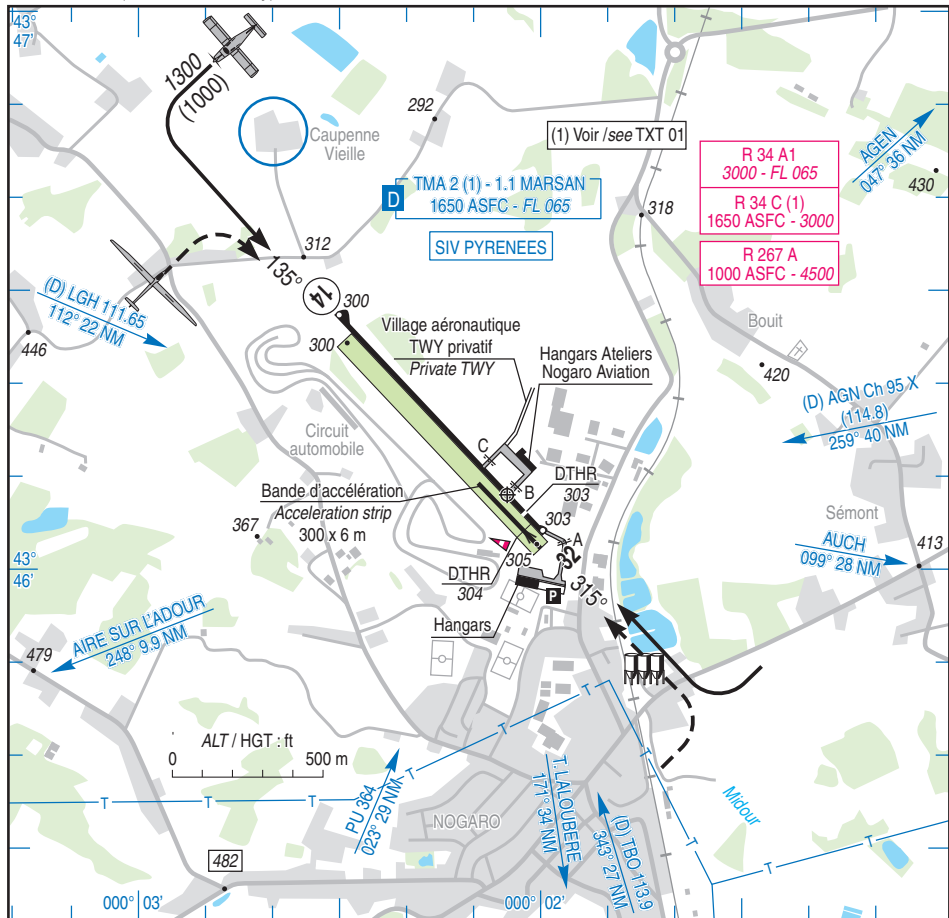 43°
47'
1300
(1000)
292
Caupenne
Vieille
(1) Voir / see TXT 01
R 34 A1
3000 - FL 065
R 34 C (1)
1650 ASFC - 3000
R 267 A
1000 ASFC - 4500
AGEN
047° 36 NM
430
D
TMA 2 (1) - 1.1 MARSAN
1650 ASFC - FL 065
SIV PYRENEES
318
312
135°
14
300
300
(D) LGH 111.65
112° 22 NM
446
Village aéronautique
TWY privatif
Private TWY
Hangars Ateliers
Nogaro Aviation
Bouit
420
(D) AGN Ch 95 X
(114.8)
259° 40 NM
Circuit
automobile
C
B
DTHR
303
303
A
Bande d'accélération
Acceleration strip
300 x 6 m
367
Sémont
413
AUCH
099° 28 NM
43°
46'
305
32
315°
DTHR
304
P
Hangars
AIRE SUR L'ADOUR
248° 9.9 NM
479
ALT / HGT : ft
0
500 m
T
T
T
T
T
T
T
PU 364
023° 29 NM
NOGARO
T. LALOUBERE
171° 34 NM
(D) TBO 113.9
343° 27 NM
Midour
482
000° 03'
000° 02'